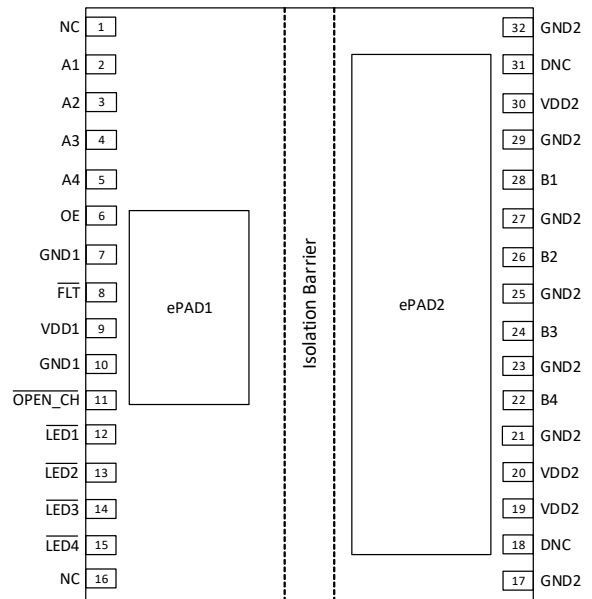 NC 1
A1 2
A2 3
A3 4
A4 5
OE 6
GND1 7
FLT 8
VDD1 9
GND1 10
OPEN_CH 11
LED1 12
LED2 13
LED3 14
LED4 15
NC 16
ePAD1
Isolation Barrier
ePAD2
32 GND2
31 DNC
30 VDD2
29 GND2
28 B1
27 GND2
26 B2
25 GND2
24 B3
23 GND2
22 B4
21 GND2
20 VDD2
19 VDD2
18 DNC
17 GND2